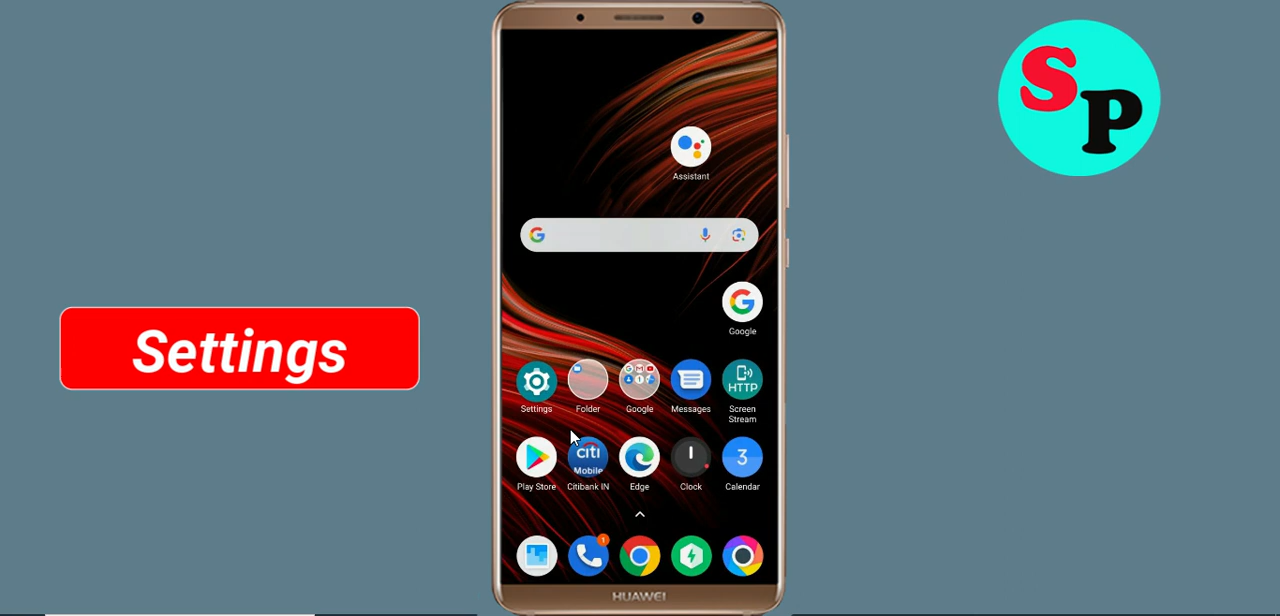 SP
Assistant
Google
Settings
Settings
Folder
Google
Messages
HTTP
Screen
Stream
citi
Mobile
3
Play Store
Citibank IN
Edge
Clock
Calendar
1
HUAWEI